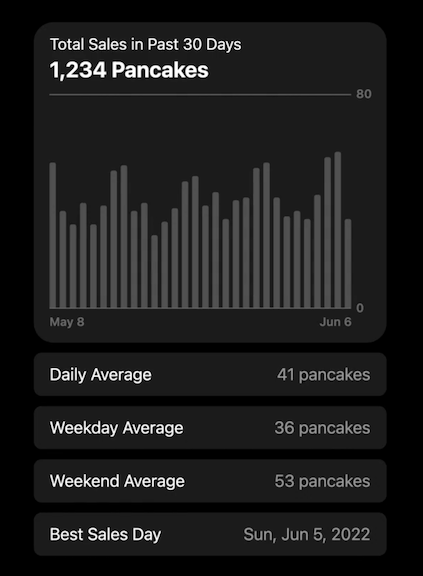 Total Sales in Past 30 Days
1,234 Pancakes
80
0
May 8 Jun 6
Daily Average 41 pancakes
Weekday Average 36 pancakes
Weekend Average 53 pancakes
Best Sales Day Sun, Jun 5, 2022